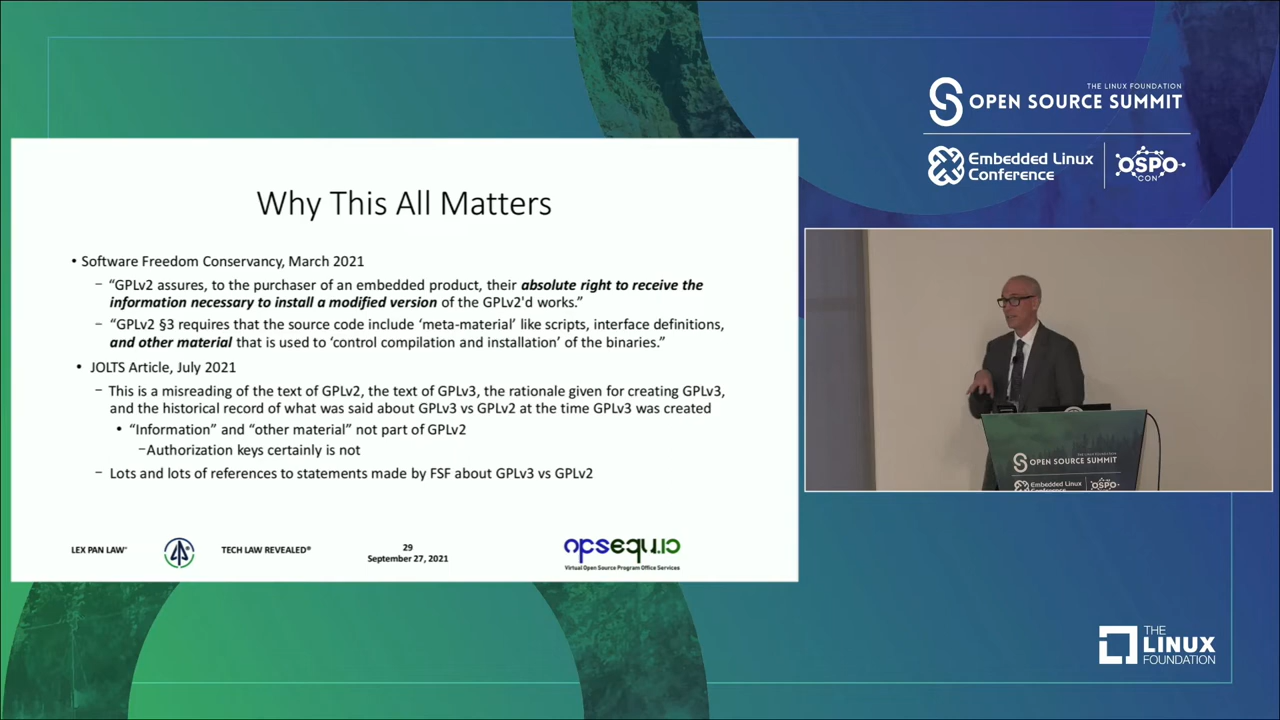 THE LINUX FOUNDATION
OPEN SOURCE SUMMIT
Embedded Linux
Conference
OSPO
CON
Why This All Matters
• Software Freedom Conservancy, March 2021
– “GPLv2 assures, to the purchaser of an embedded product, their absolute right to receive the
information necessary to install a modified version of the GPLv2'd works.”
– “GPLv2 §3 requires that the source code include ‘meta-material’ like scripts, interface definitions,
and other material that is used to ‘control compilation and installation’ of the binaries.”
• JOLTS Article, July 2021
– This is a misreading of the text of GPLv2, the text of GPLv3, the rationale given for creating GPLv3,
and the historical record of what was said about GPLv3 vs GPLv2 at the time GPLv3 was created
• “Information” and “other material” not part of GPLv2
–Authorization keys certainly is not
– Lots and lots of references to statements made by FSF about GPLv3 vs GPLv2
LEX PAN LAW
TECH LAW REVEALED®
29
September 27, 2021
opsequio
Virtual Open Source Program Office Services
OPEN SOURCE SUMMIT
Embedded Linux
OSPO
THE
LINUX
FOUNDATION